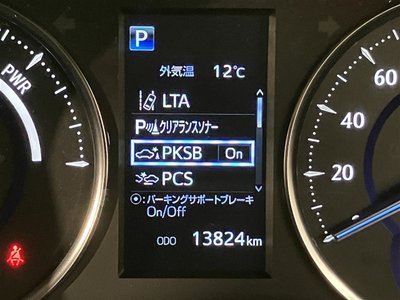 P
外気温 12℃
LTA
Pクリアランスソナー
PKSB On
PCS
⦿:パーキングサポートブレーキ
On/Off
ODO 13824 km
PWR
60
40
20